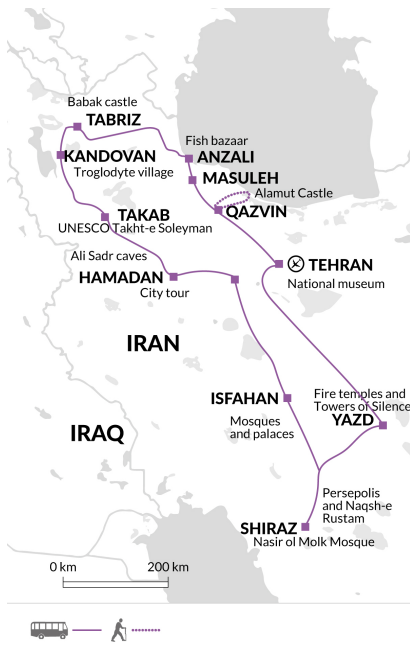 Babak castle
TABRIZ
Fish bazaar
KANDOVAN
ANZALI
Troglodyte village
MASULEH
Alamut Castle
TAKAB
QAZVIN
UNESCO Takht-e Soleyman
Ali Sadr caves
TEHRAN
HAMADAN
National museum
City tour
IRAN
ISFAHAN
Fire temples and
Towers of Silence
YAZD
Mosques
and palaces
IRAQ
Persepolis
and Naqsh-e
Rustam
SHIRAZ
Nasir ol Molk Mosque
0 km
200 km